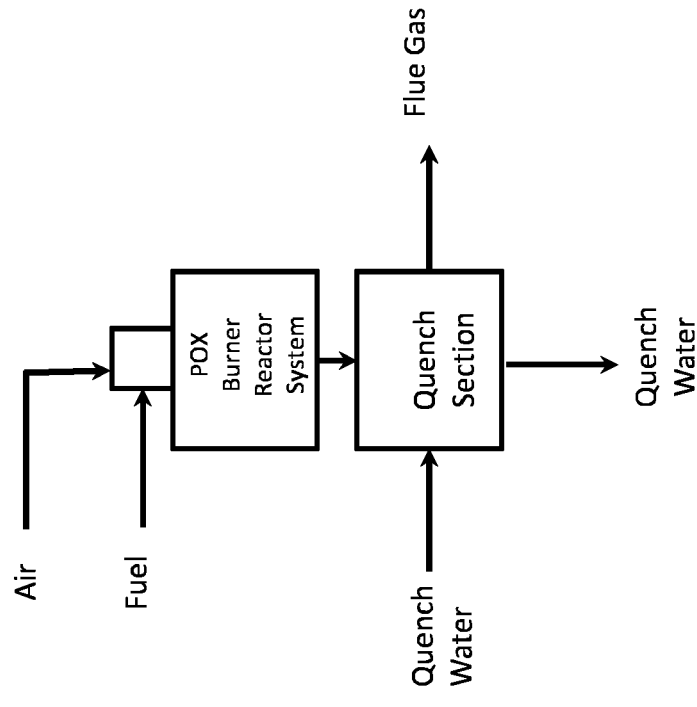 Air
Fuel
POX
Burner
Reactor
System
Quench
Section
Flue Gas
Quench
Water
Quench
Water